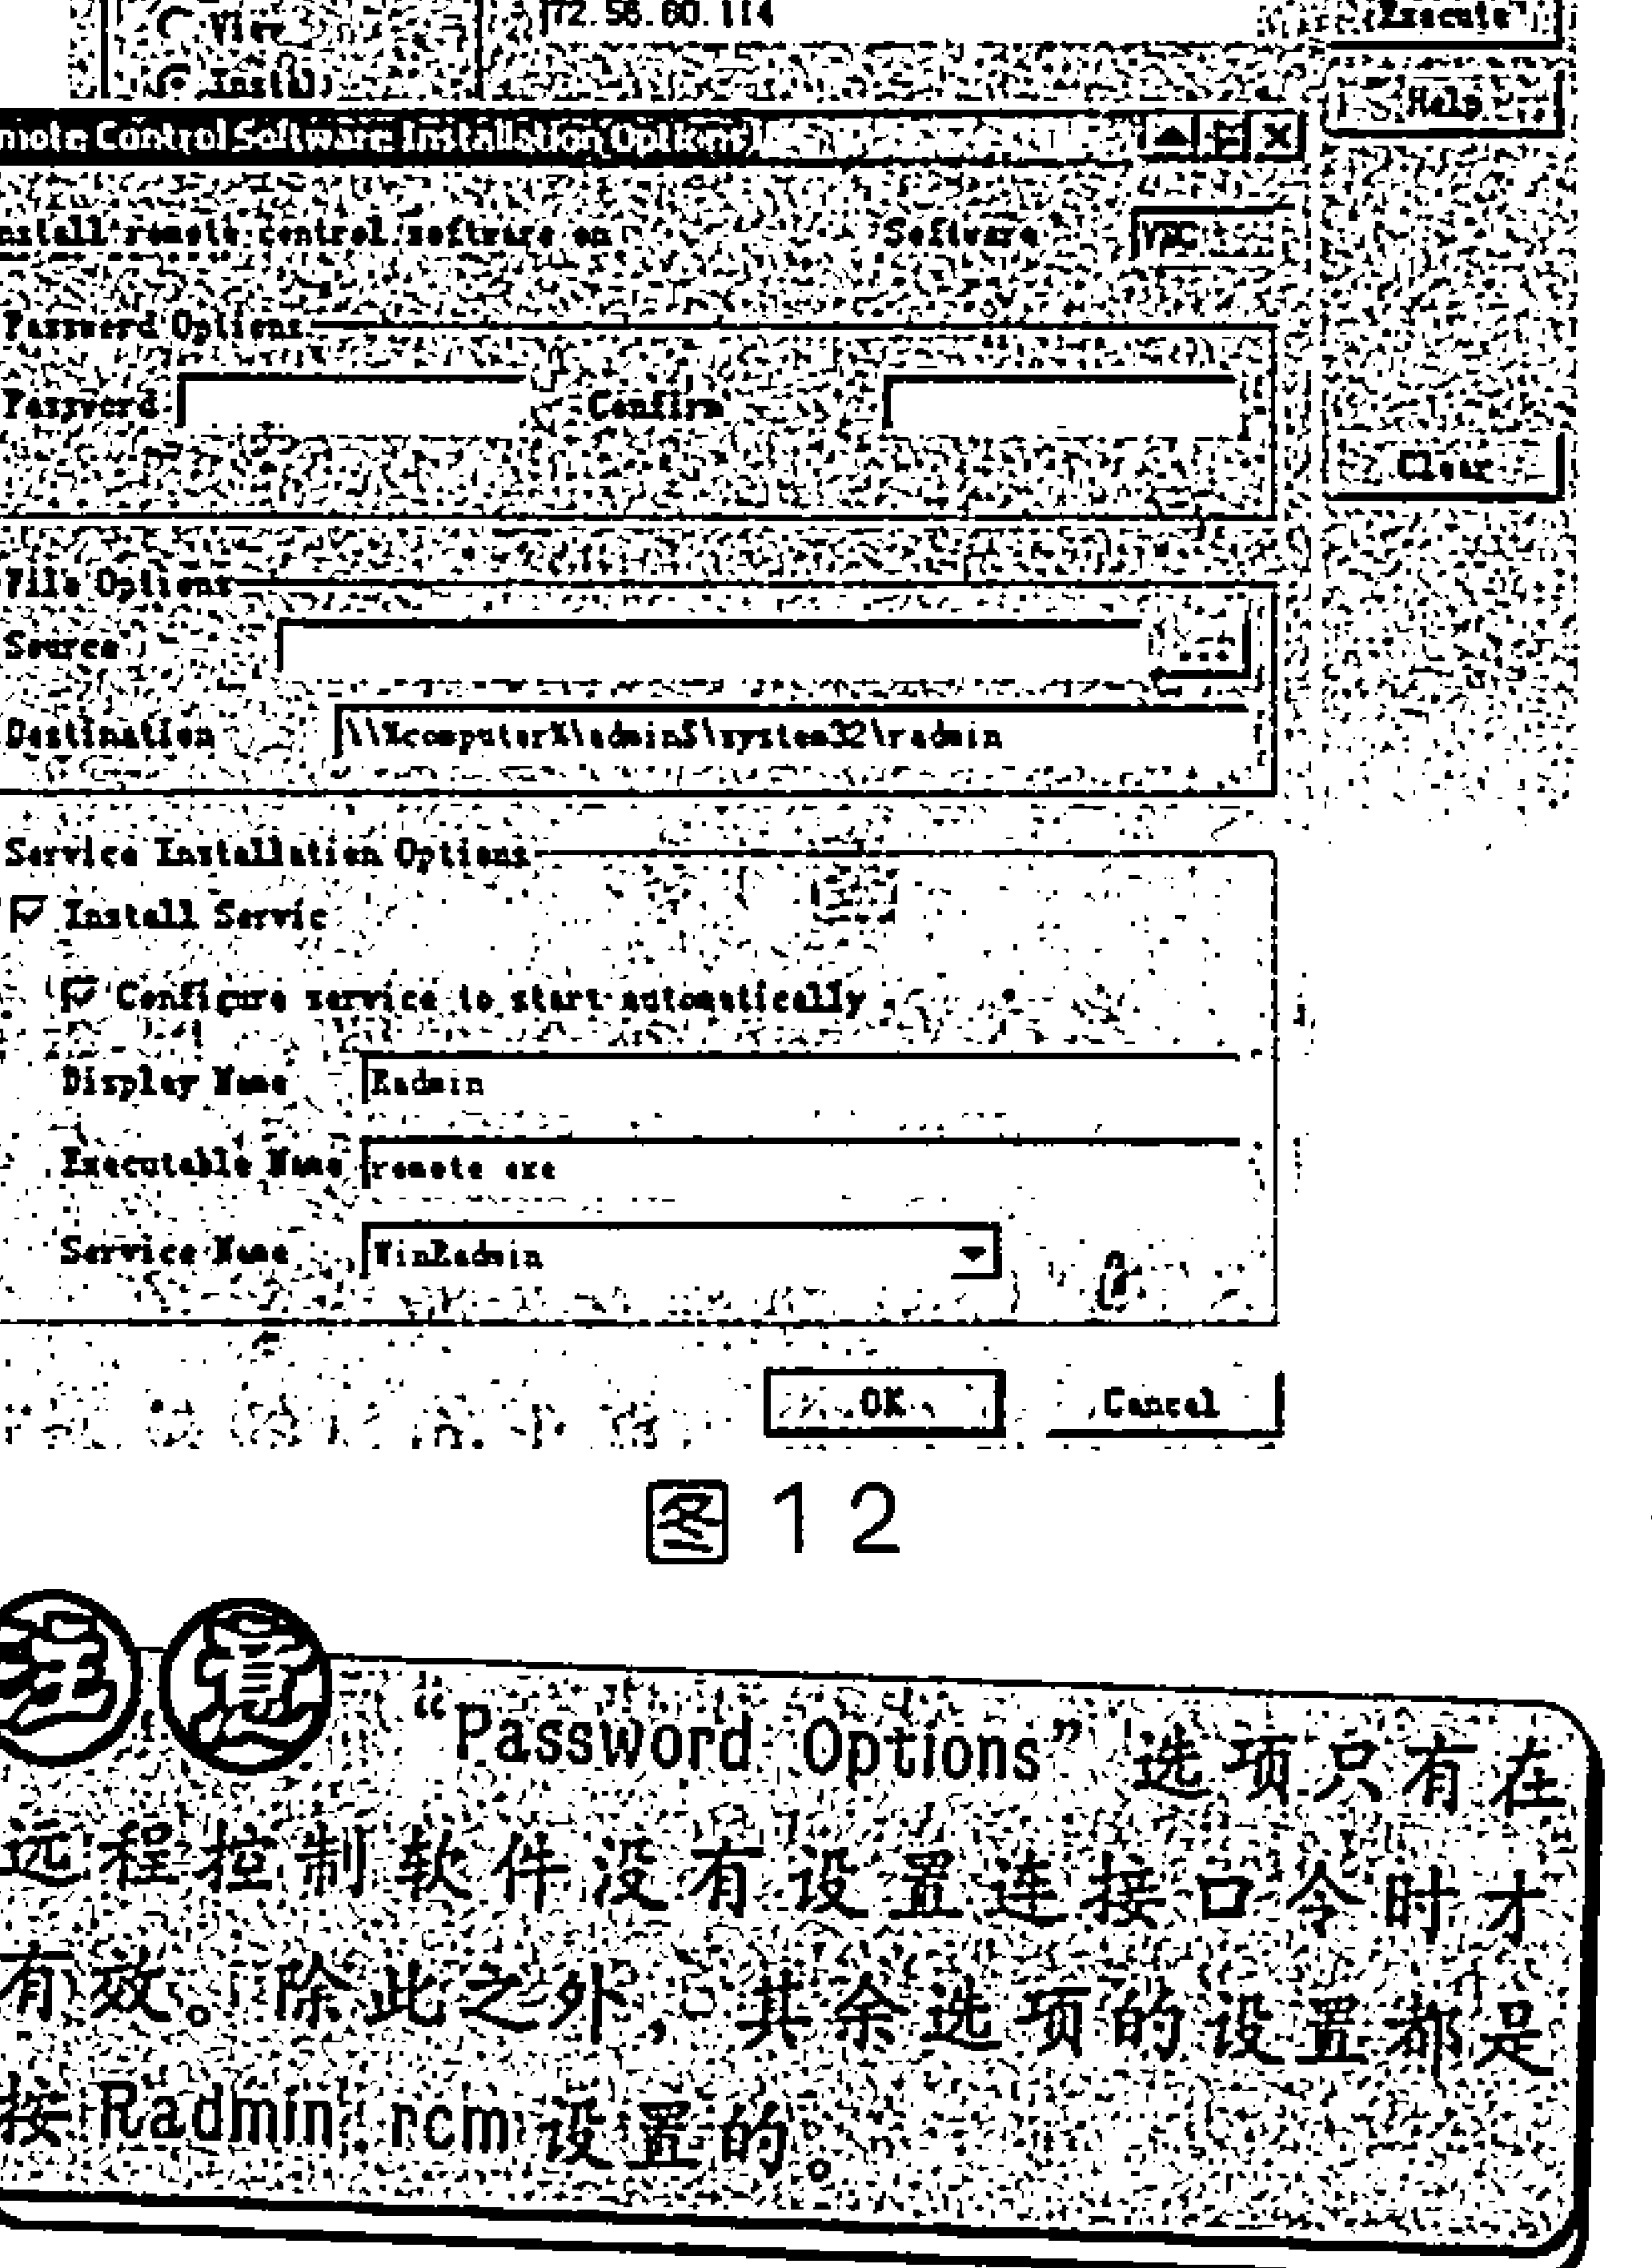 View
172.56.60.114
Execute
Install
Help
mote Control Software Installation Options
nstall remote control software on
Software
Password Options
Password
Confirm
Clear
File Options
Source
...
Destination
\\%computer%\admin$\system32\radmin
Service Installation Options
Install Servic
Configure service to start automatically
Display Name
Radmin
Executable Name
remote exe
Service Name
WinRadmin
OK
Cancel
图12
注意
“Password Options”选项只有在
远程控制软件没有设置连接口令时才
有效。除此之外，其余选项的设置都是
按Radmin.rcm设置的。